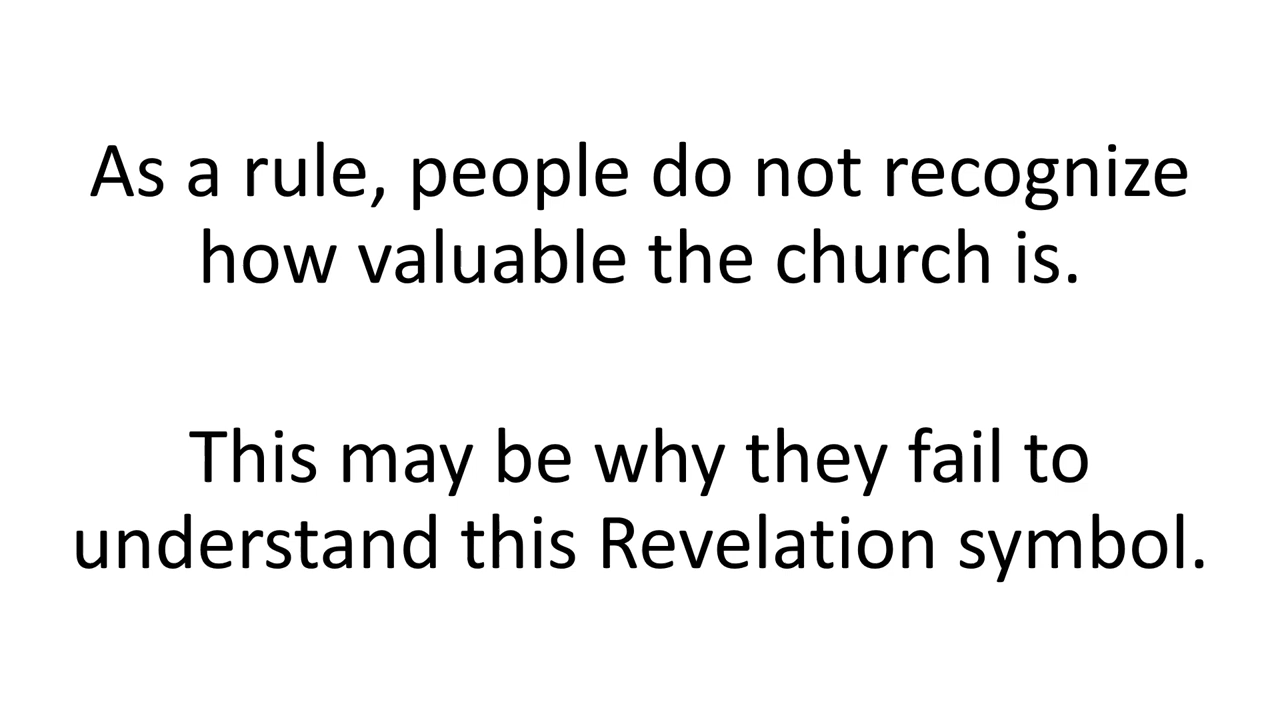 As a rule, people do not recognize
how valuable the church is.
This may be why they fail to
understand this Revelation symbol.